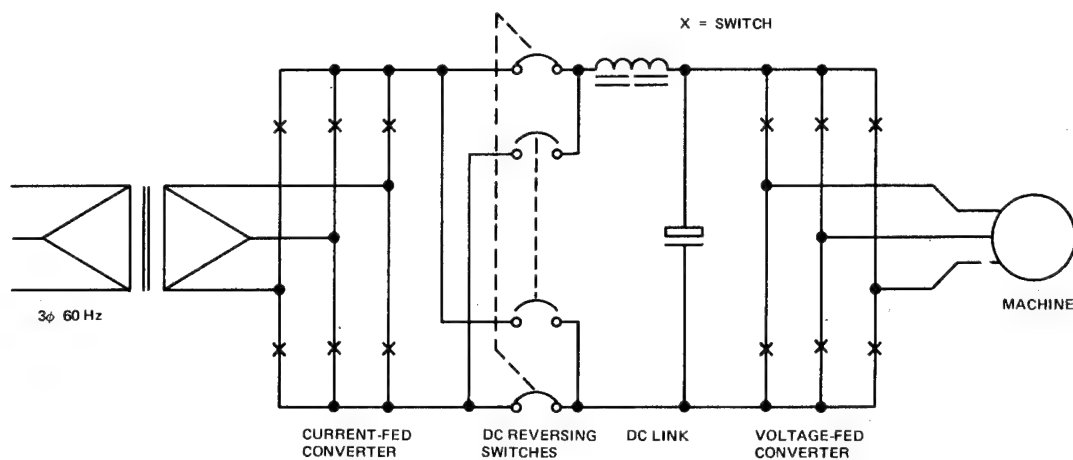 X = SWITCH
3φ 60 Hz
MACHINE
CURRENT-FED
CONVERTER
DC REVERSING
SWITCHES
DC LINK
VOLTAGE-FED
CONVERTER